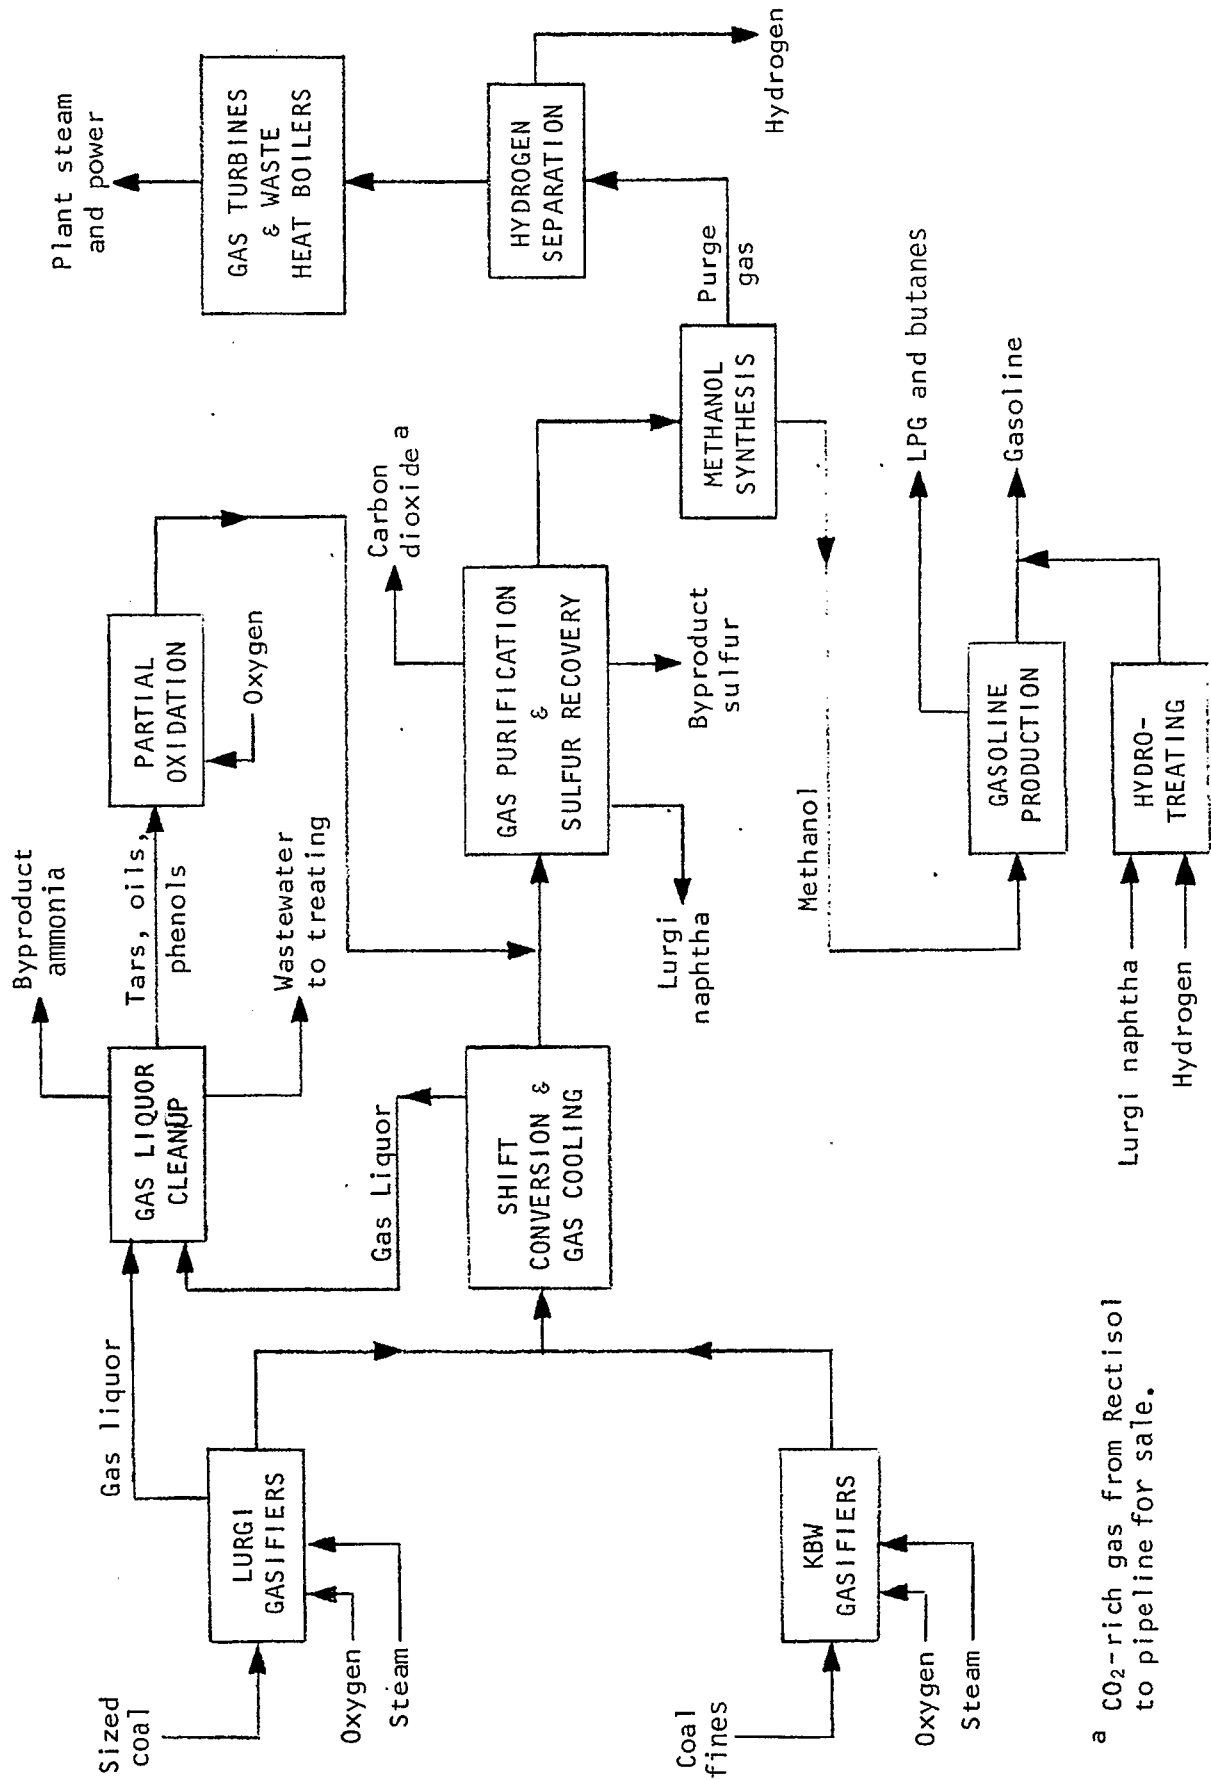 Sized
coal
Oxygen
Steam
LURGI
GASIFIERS
Gas liquor
Byproduct
ammonia
GAS LIQUOR
CLEANUP
Tars, oils,
phenols
Wastewater
to treating
PARTIAL
OXIDATION
Oxygen
Plant steam
and power
GAS TURBINES
& WASTE
HEAT BOILERS
Gas Liquor
SHIFT
CONVERSION &
GAS COOLING
Carbon
dioxide a
GAS PURIFICATION
&
SULFUR RECOVERY
Lurgi
naphtha
Byproduct
sulfur
HYDROGEN
SEPARATION
Hydrogen
Purge
gas
METHANOL
SYNTHESIS
Coal
fines
Oxygen
Steam
KBW
GASIFIERS
Methanol
GASOLINE
PRODUCTION
LPG and butanes
Gasoline
Lurgi naphtha
Hydrogen
HYDRO-
TREATING
a CO2-rich gas from Rectisol
to pipeline for sale.